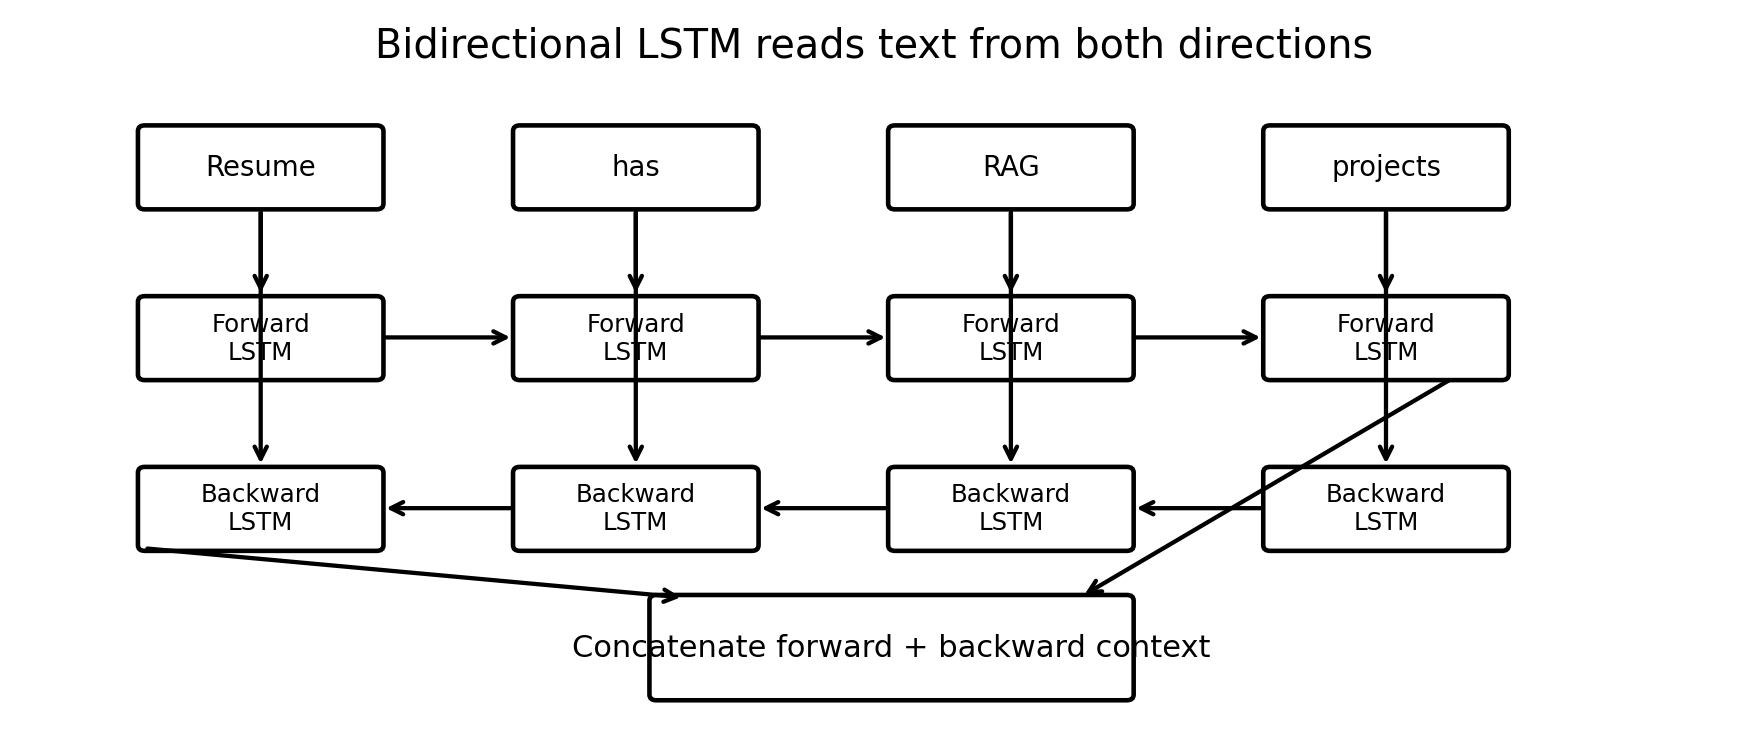 Bidirectional LSTM reads text from both directions
Resume
has
RAG
projects
Forward
LSTM
Forward
LSTM
Forward
LSTM
Forward
LSTM
Backward
LSTM
Backward
LSTM
Backward
LSTM
Backward
LSTM
Concatenate forward + backward context